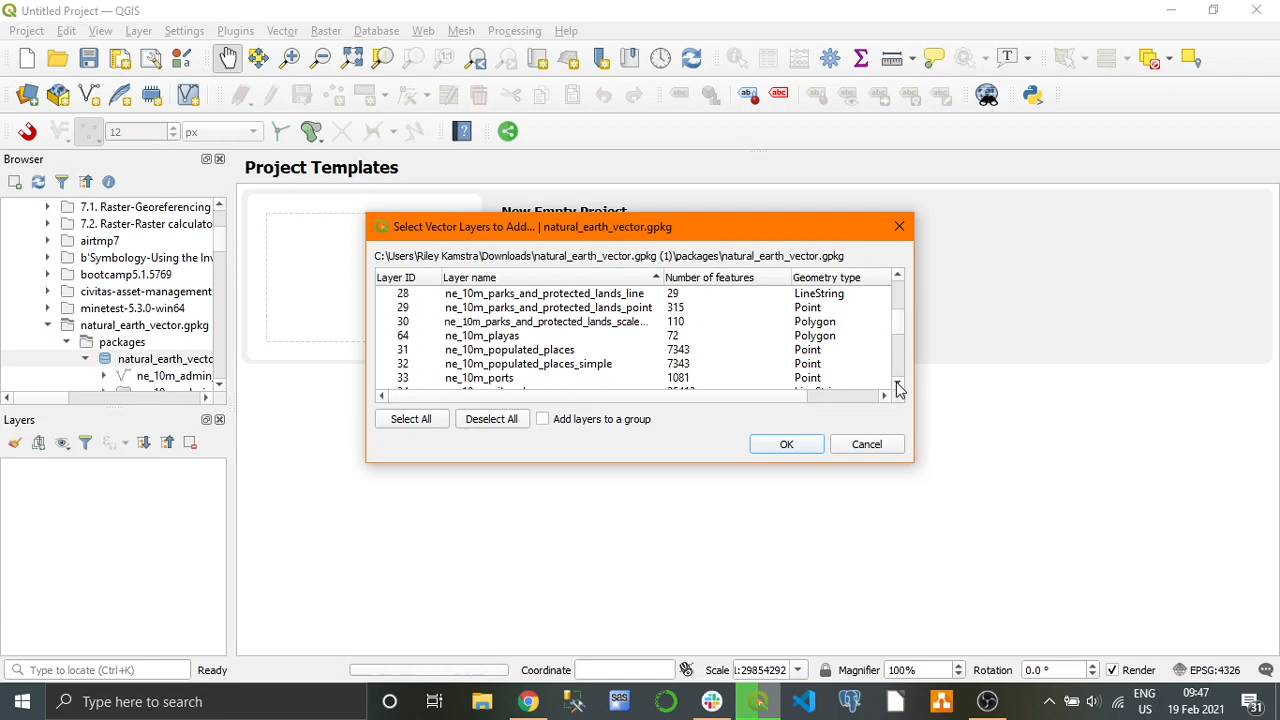 Untitled Project — QGIS
Project Edit View Layer Settings Plugins Vector Raster Database Web Mesh Processing Help
12 px
Browser
Project Templates
7.1. Raster-Georeferencing
7.2. Raster-Raster calculato
airtmp7
b'Symbology-Using the Inv
bootcamp5.1.5769
civitas-asset-management
minetest-5.3.0-win64
natural_earth_vector.gpkg
packages
natural_earth_vecto
ne_10m_admin
New Empty Project
Select Vector Layers to Add... | natural_earth_vector.gpkg
C:\Users\Riley Kamstra\Downloads\natural_earth_vector.gpkg (1)\packages\natural_earth_vector.gpkg
Layer ID Layer name Number of features Geometry type
28 ne_10m_parks_and_protected_lands_line 29 LineString
29 ne_10m_parks_and_protected_lands_point 315 Point
30 ne_10m_parks_and_protected_lands_scale... 110 Polygon
64 ne_10m_playas 72 Polygon
31 ne_10m_populated_places 7343 Point
32 ne_10m_populated_places_simple 7343 Point
33 ne_10m_ports 1081 Point
Select All Deselect All Add layers to a group
OK Cancel
Layers
Type to locate (Ctrl+K) Ready Coordinate Scale 1:29854292 Magnifier 100% Rotation 0.0 ° Render EPSG:4326
Type here to search
sas
ENG
US
09:47
19 Feb 2021
31